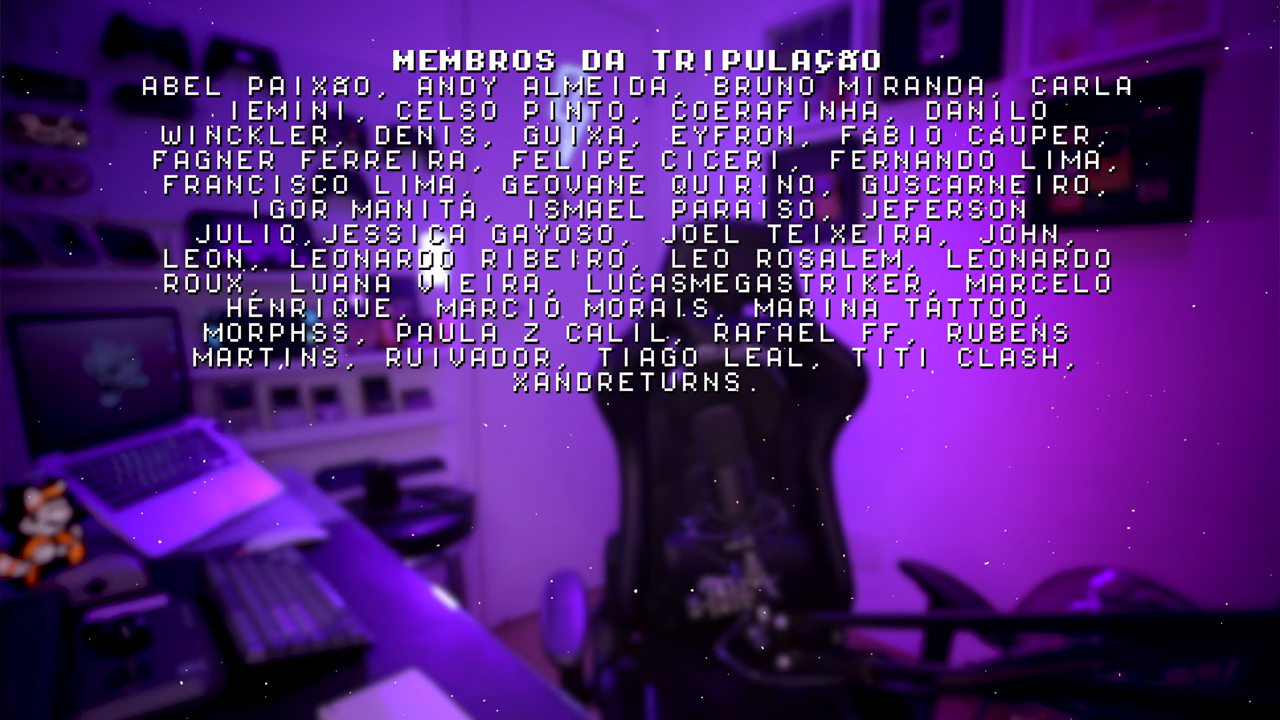 MEMBROS DA TRIPULAÇÃO
ABEL PAIXÃO, ANDY ALMEIDA, BRUNO MIRANDA, CARLA
IEMINI, CELSO PINTO, COERAFINHA, DANILO
WINCKLER, DENIS, GUIXA, EYFRON, FÁBIO CAUPER,
FAGNER FERREIRA, FELIPE CICERI, FERNANDO LIMA,
FRANCISCO LIMA, GEOVANE QUIRINO, GUSCARNEIRO,
IGOR MANITA, ISMAEL PARAISO, JEFERSON
JULIO,JESSICA GAYOSO, JOEL TEIXEIRA, JOHN,
LEON, LEONARDO RIBEIRO, LEO ROSALEM, LEONARDO
ROUX, LUANA VIEIRA, LUCASMEGASTRIKER, MARCELO
HENRIQUE, MARCIO MORAIS, MARINA TATTOO,
MORPHSS, PAULA Z CALIL, RAFAEL FF, RUBENS
MARTINS, RUIVADOR, TIAGO LEAL, TITI CLASH,
XANDRETURNS.